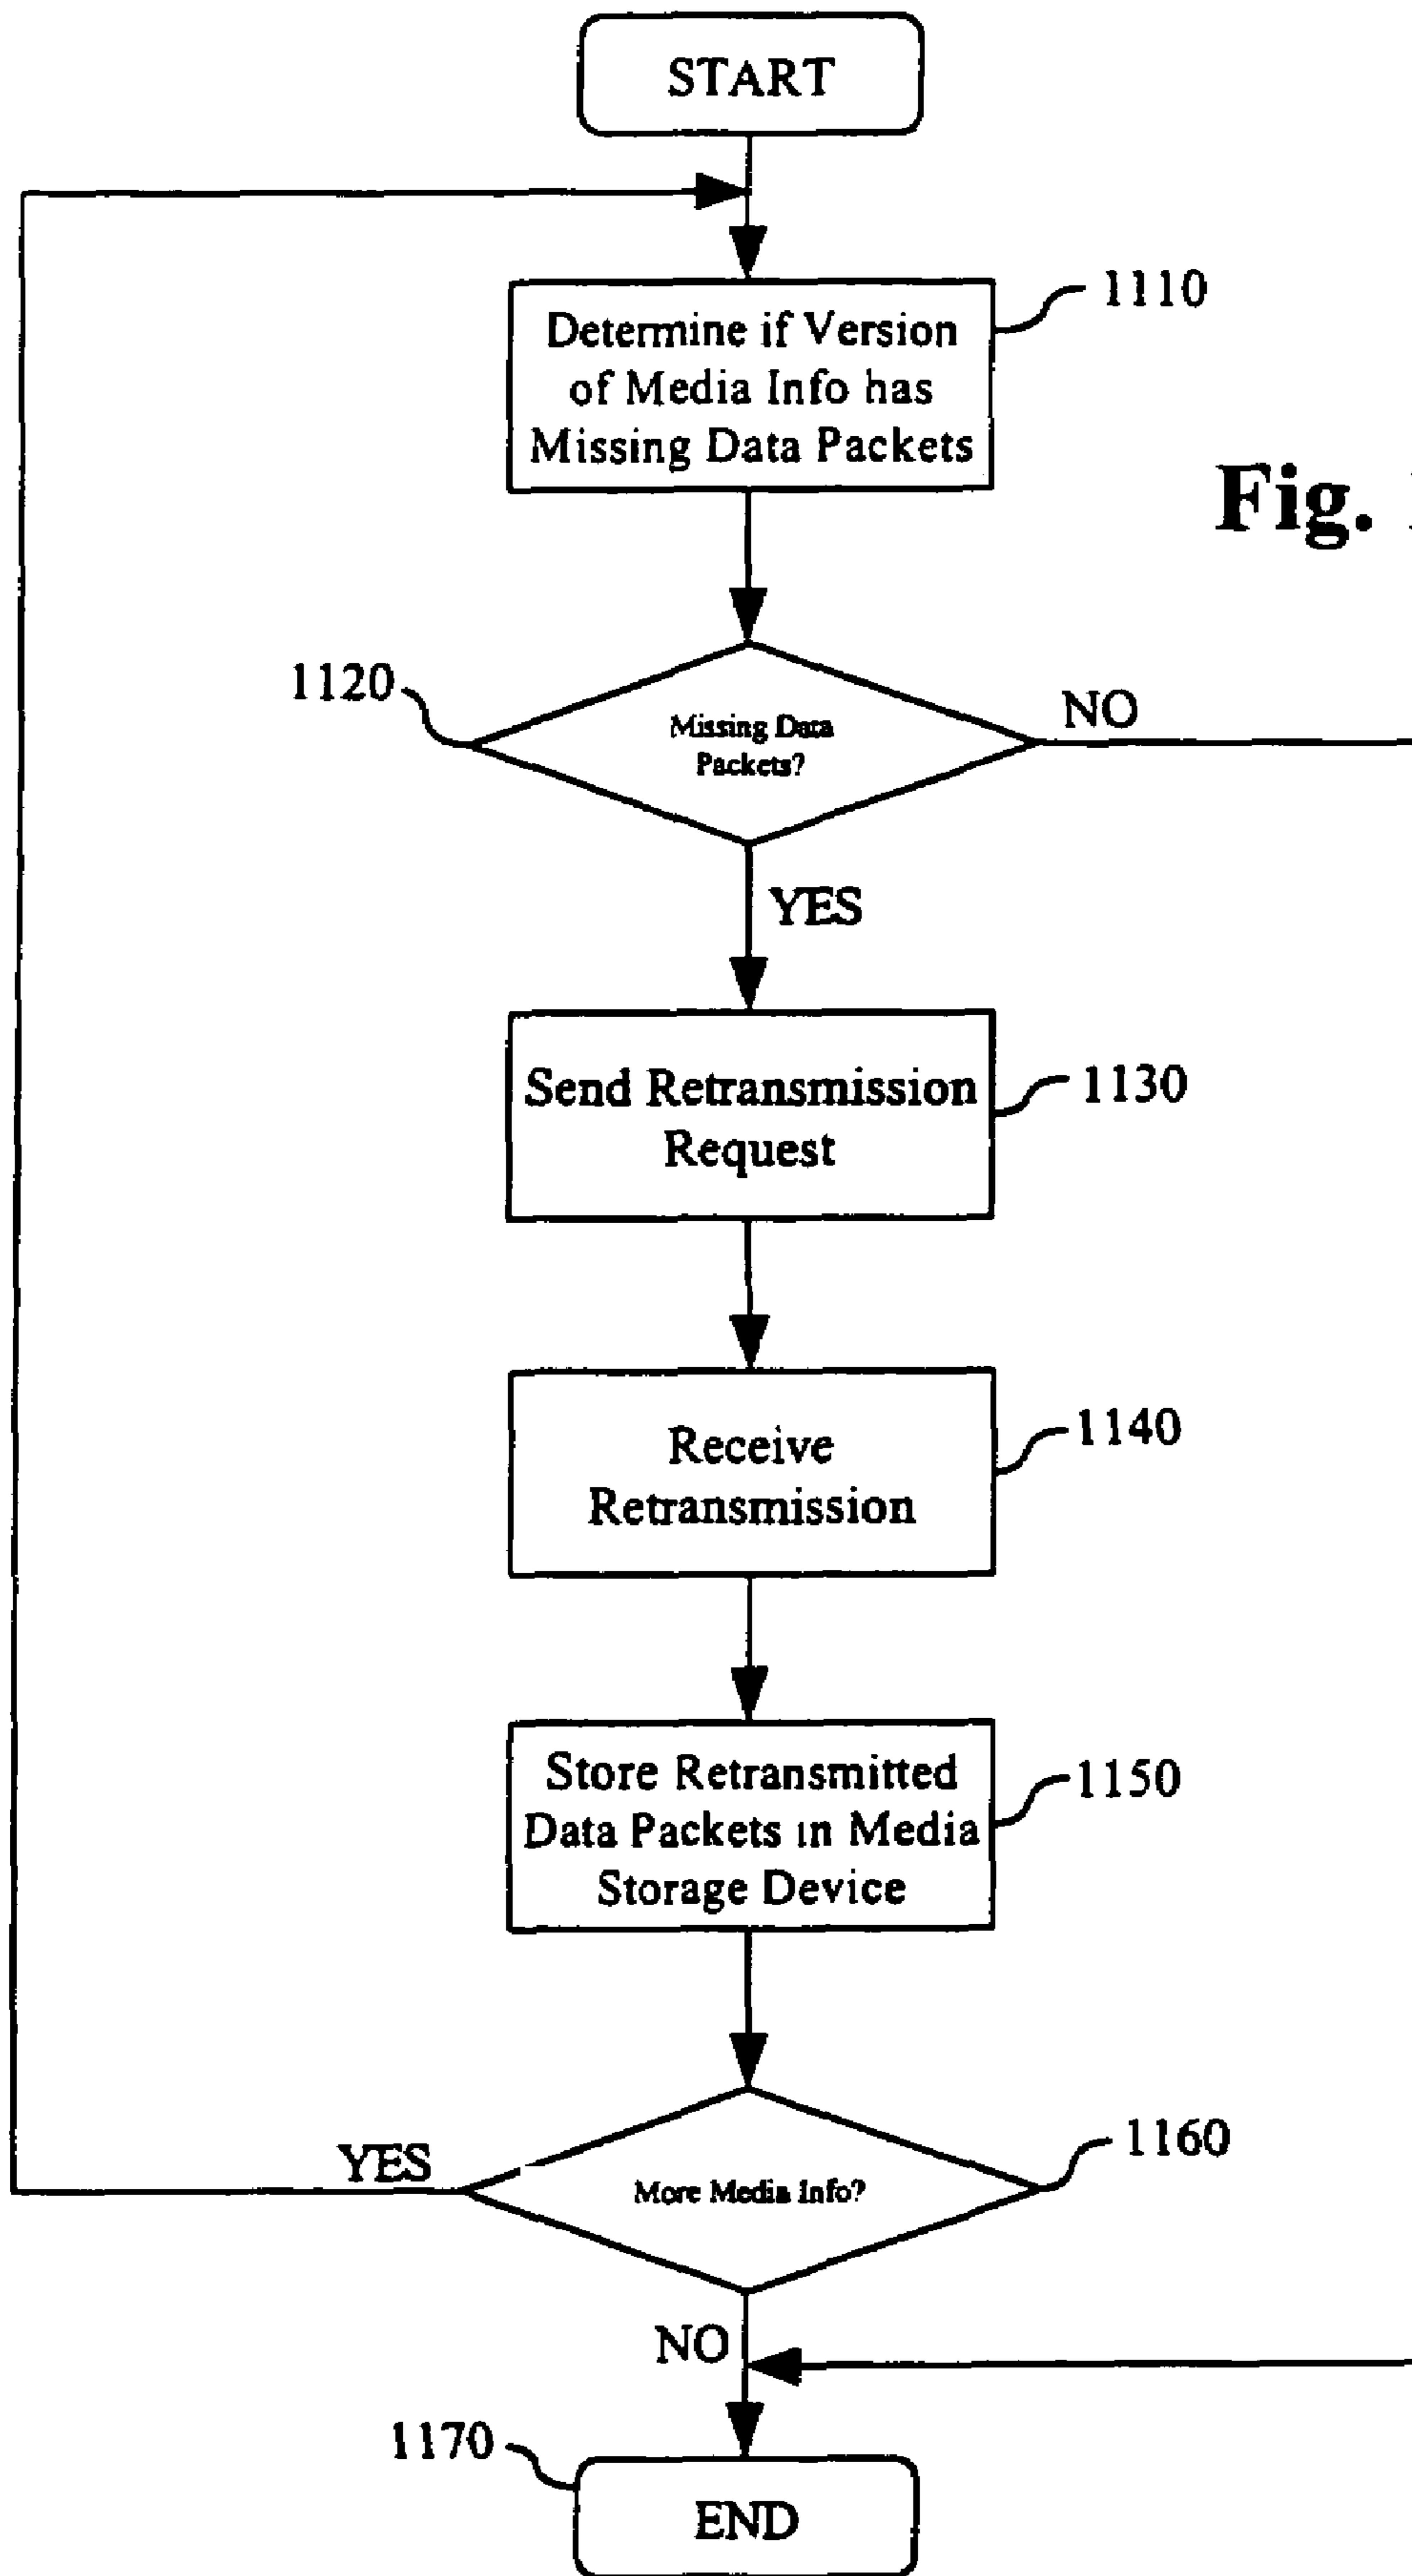 START
1110
Determine if Version
of Media Info has
Missing Data Packets
Fig.
1120
Missing Data
Packets?
NO
YES
Send Retransmission
Request
1130
Receive
Retransmission
1140
Store Retransmitted
Data Packets in Media
Storage Device
1150
YES
More Media Info?
1160
NO
1170
END